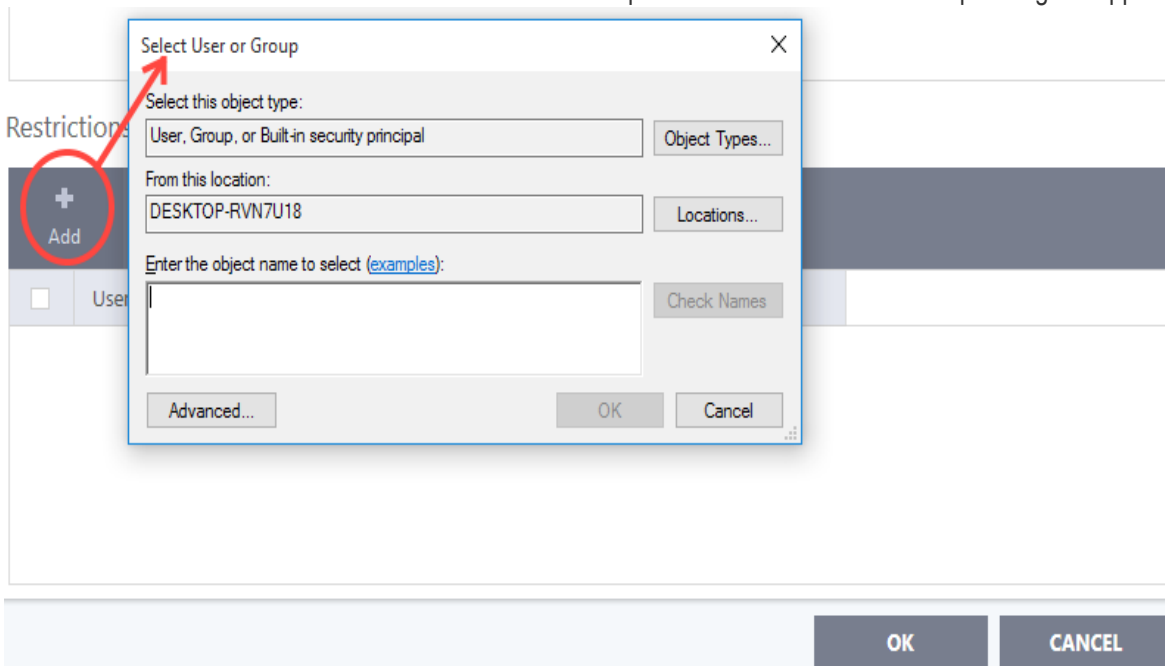 Select User or Group
Select this object type:
Restrictions
User, Group, or Built-in security principal
Object Types...
From this location:
DESKTOP-RVN7U18
Locations...
Add
Enter the object name to select (examples):
User
Check Names
Advanced...
OK
Cancel
OK
CANCEL